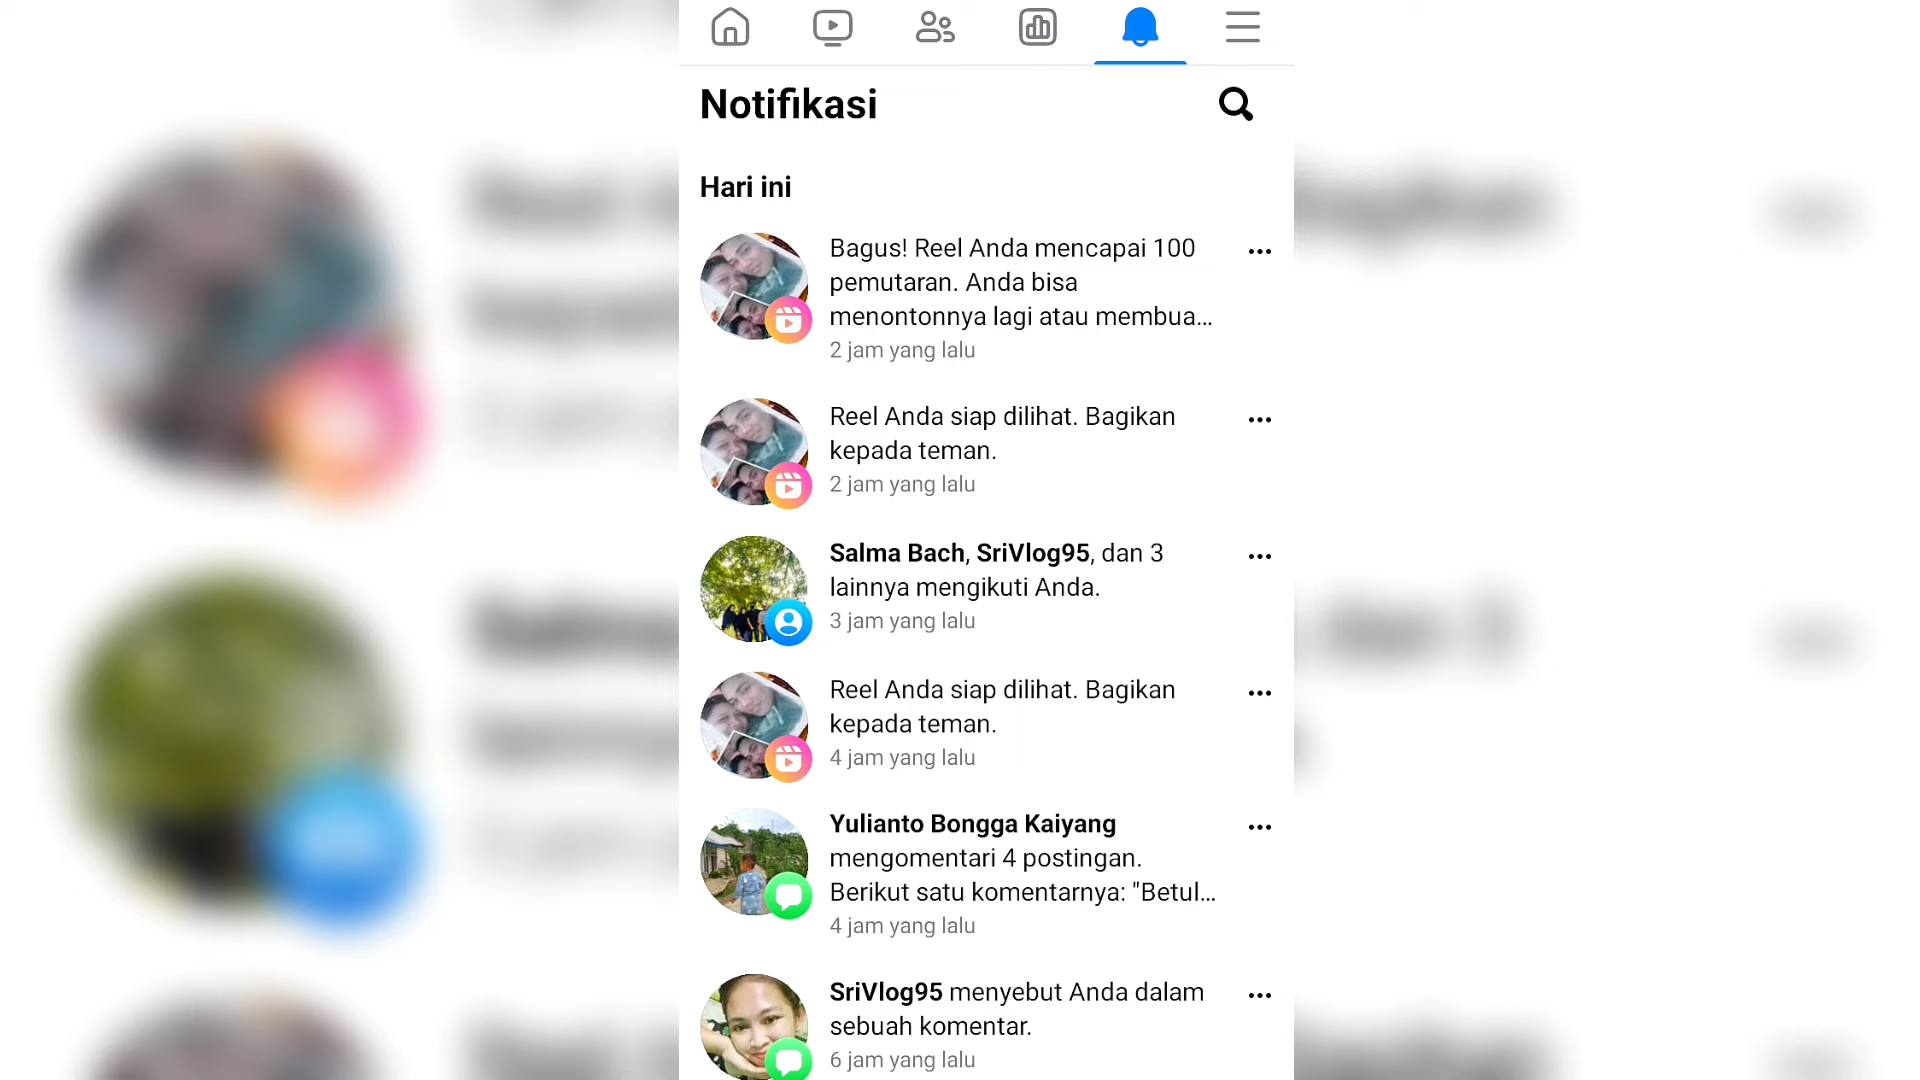 Notifikasi
Hari ini
Bagus! Reel Anda mencapai 100
pemutaran. Anda bisa
menontonnya lagi atau membua...
2 jam yang lalu
Reel Anda siap dilihat. Bagikan
kepada teman.
2 jam yang lalu
Salma Bach, SriVlog95, dan 3
lainnya mengikuti Anda.
3 jam yang lalu
Reel Anda siap dilihat. Bagikan
kepada teman.
4 jam yang lalu
Yulianto Bongga Kaiyang
mengomentari 4 postingan.
Berikut satu komentarnya: "Betul...
4 jam yang lalu
SriVlog95 menyebut Anda dalam
sebuah komentar.
6 jam yang lalu